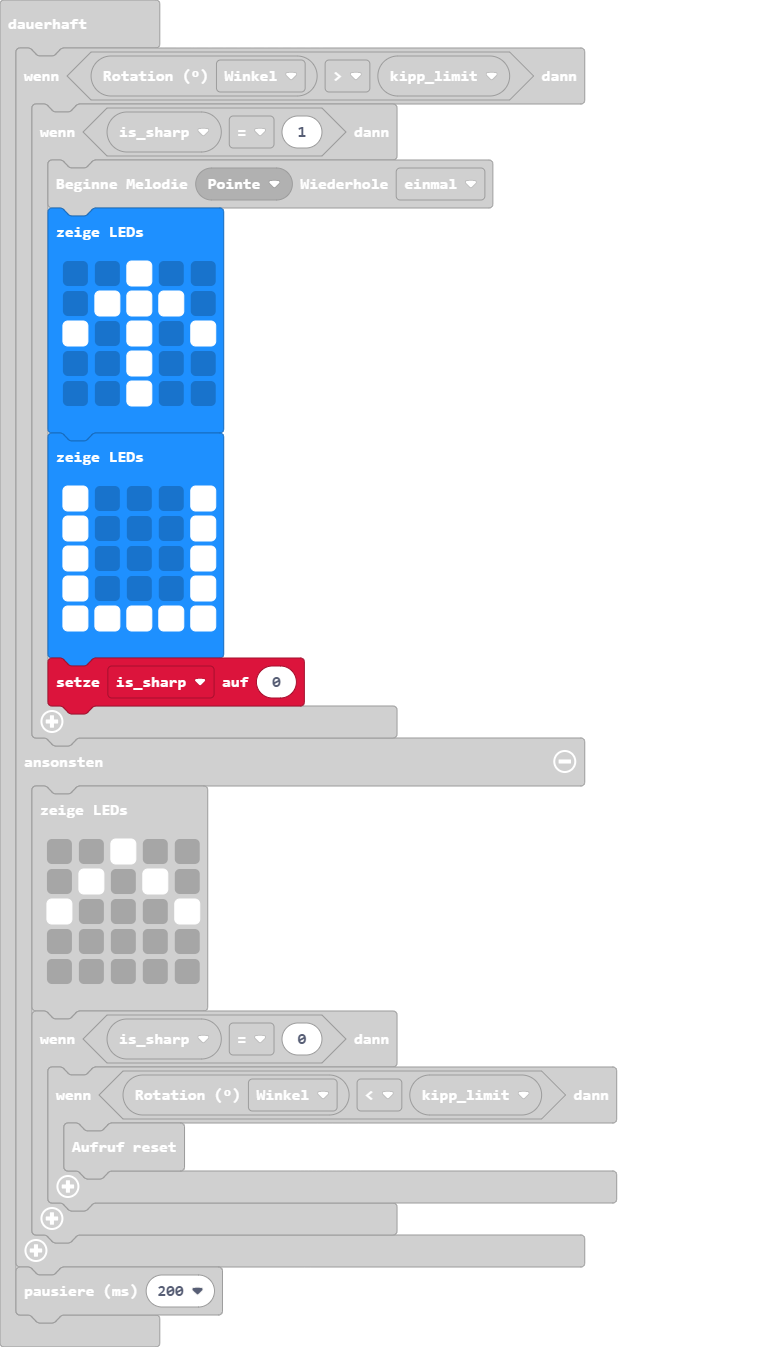 dauerhaft
wenn Rotation (°) Winkel > kipp_limit dann
wenn is_sharp = 1 dann
Beginne Melodie Pointe Wiederhole einmal
zeige LEDs
zeige LEDs
setze is_sharp auf 0
ansonsten
zeige LEDs
wenn is_sharp = 0 dann
wenn Rotation (°) Winkel < kipp_limit dann
Aufruf reset
pausiere (ms) 200